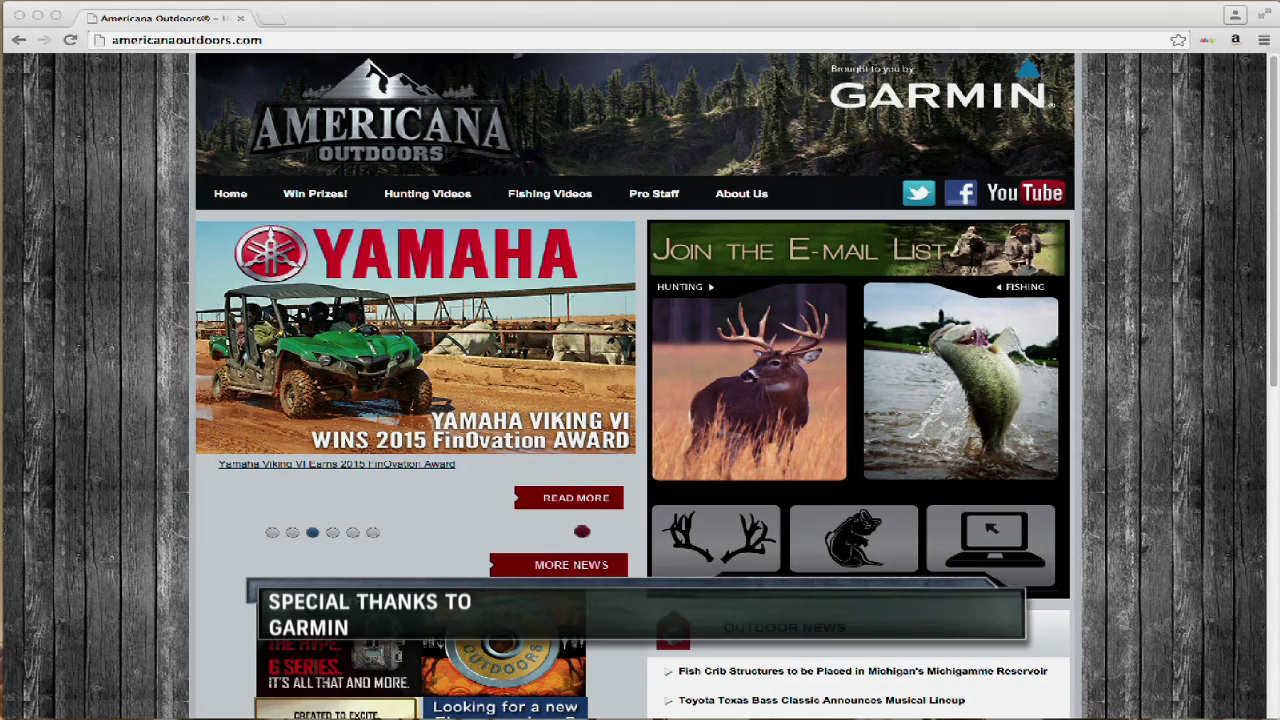 Americana Outdoors® –
americanaoutdoors.com
AMERICANA
OUTDOORS
Brought to you by
GARMIN
Home
Win Prizes!
Hunting Videos
Fishing Videos
Pro Staff
About Us
You Tube
YAMAHA
YAMAHA VIKING VI
WINS 2015 FinOvation AWARD
Yamaha Viking VI Earns 2015 FinOvation Award
READ MORE
MORE NEWS
JOIN THE E-MAIL LIST
HUNTING
FISHING
SPECIAL THANKS TO
GARMIN
G SERIES.
IT'S ALL THAT AND MORE.
OUTDOORS
CREATED TO EXCITE
Looking for a new
OUTDOOR NEWS
Fish Crib Structures to be Placed in Michigan's Michigamme Reservoir
Toyota Texas Bass Classic Announces Musical Lineup